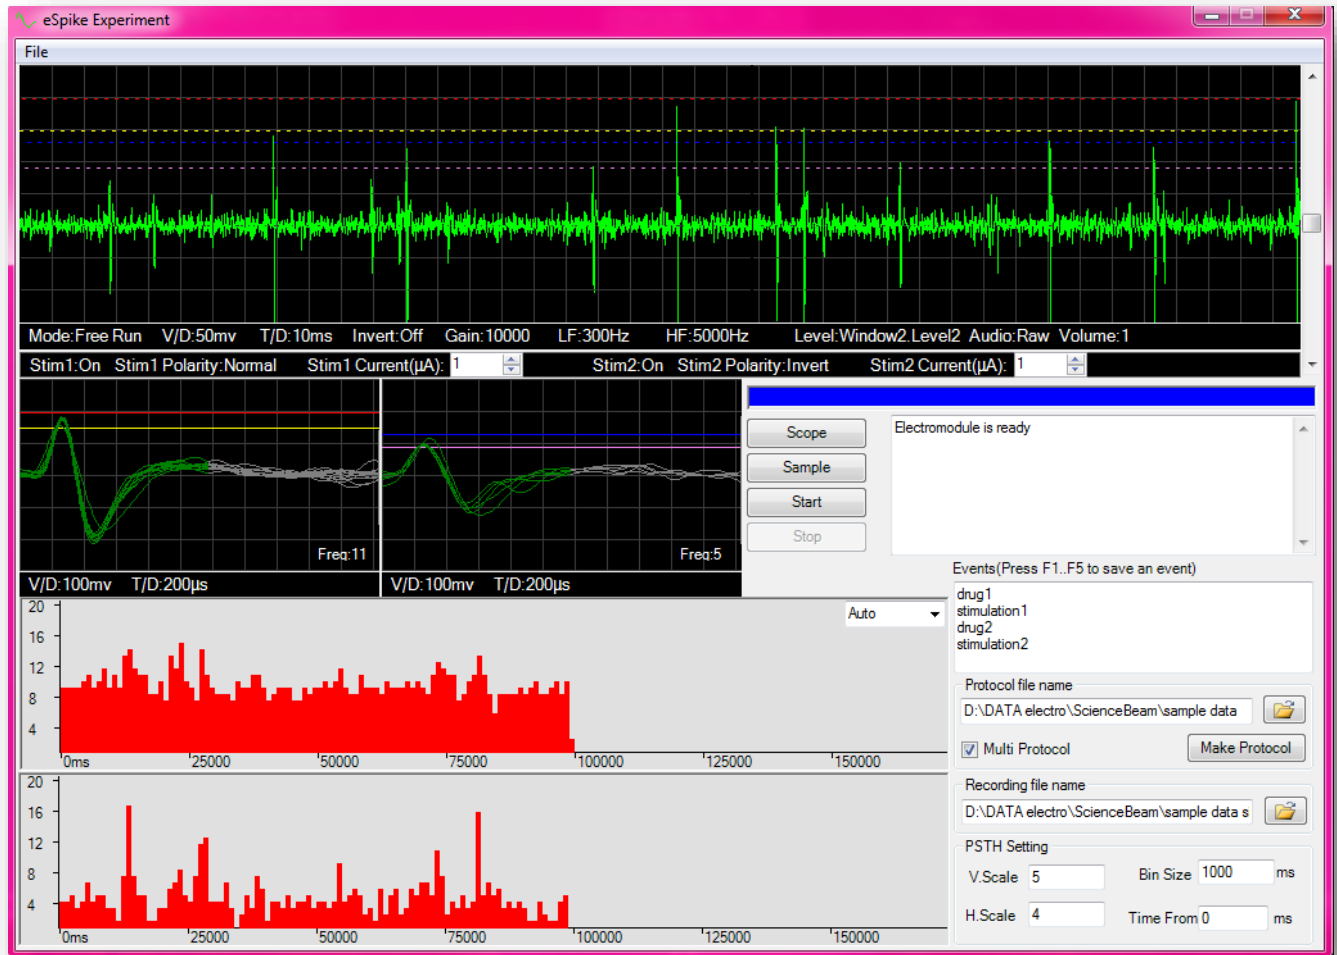 eSpike Experiment
File
Mode:Free Run V/D:50mv T/D:10ms Invert:Off Gain:10000 LF:300Hz HF:5000Hz Level:Window2.Level2 Audio:Raw Volume:1
Stim1:On Stim1 Polarity:Normal Stim1 Current(µA): 1 Stim2:On Stim2 Polarity:Invert Stim2 Current(µA): 1
Freq:11
V/D:100mv T/D:200µs
Freq:5
V/D:100mv T/D:200µs
Scope
Sample
Start
Stop
Electromodule is ready
Events(Press F1..F5 to save an event)
drug1
stimulation1
drug2
stimulation2
Protocol file name
D:\DATA electro\ScienceBeam\sample data
Multi Protocol
Make Protocol
Recording file name
D:\DATA electro\ScienceBeam\sample data s
PSTH Setting
V.Scale 5 Bin Size 1000 ms
H.Scale 4 Time From 0 ms
Auto
20
16
12
8
4
0ms 25000 50000 75000 100000 125000 150000
20
16
12
8
4
0ms 25000 50000 75000 100000 125000 150000